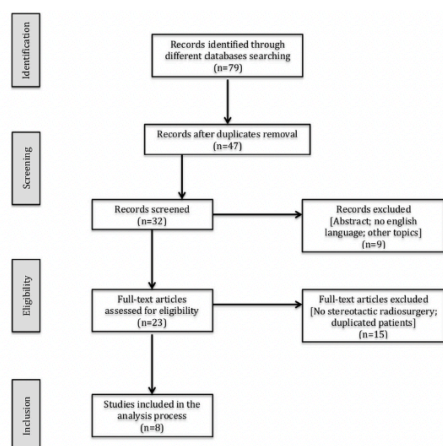 Identification
Records identified through
different databases searching
(n=79)
Records after duplicates removal
(n=47)
Screening
Records screened
(n=32)
Records excluded
[Abstract; no english
language; other topics]
(n=9)
Eligibility
Full-text articles
assessed for eligibility
(n=23)
Full-text articles excluded
[No stereotactic radiosurgery;
duplicated patients]
(n=15)
Inclusion
Studies included in the
analysis process
(n=8)